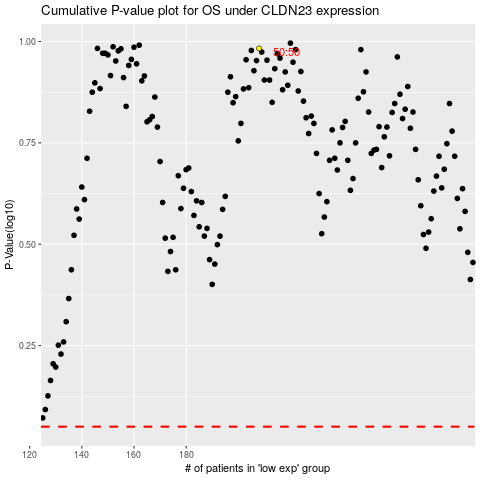 Cumulative P-value plot for OS under CLDN23 expression
1.00
50:50
0.75
P-Value(log10)
0.50
0.25
120 140 160 180
# of patients in 'low exp' group